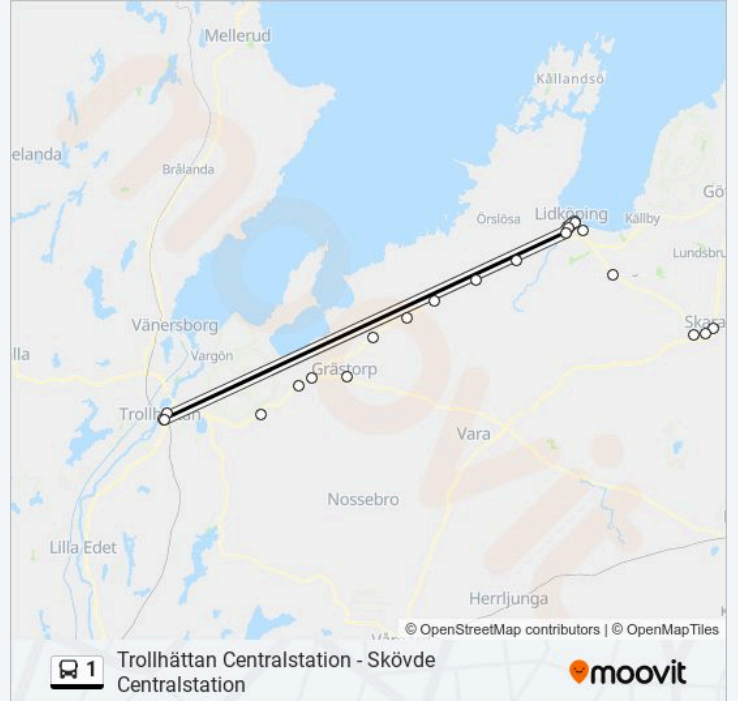 Mellerud
Kållandsö
elanda
Brålanda
Gö
Örslösa
Lidköping
Källby
Lundsbru
Vänersborg
Skara
lla
Vargön
Grästorp
Trollhättan
Vara
Nossebro
Lilla Edet
Herrljunga
© OpenStreetMap contributors | © OpenMapTiles
1
Trollhättan Centralstation - Skövde
Centralstation
moovit